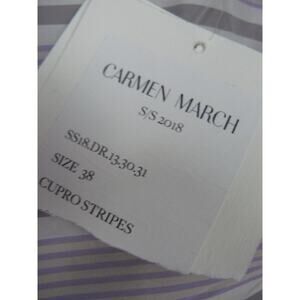 CARMEN MARCH
S/S 2018
SS18.DR.13.30.31
SIZE 38
CUPRO STRIPES